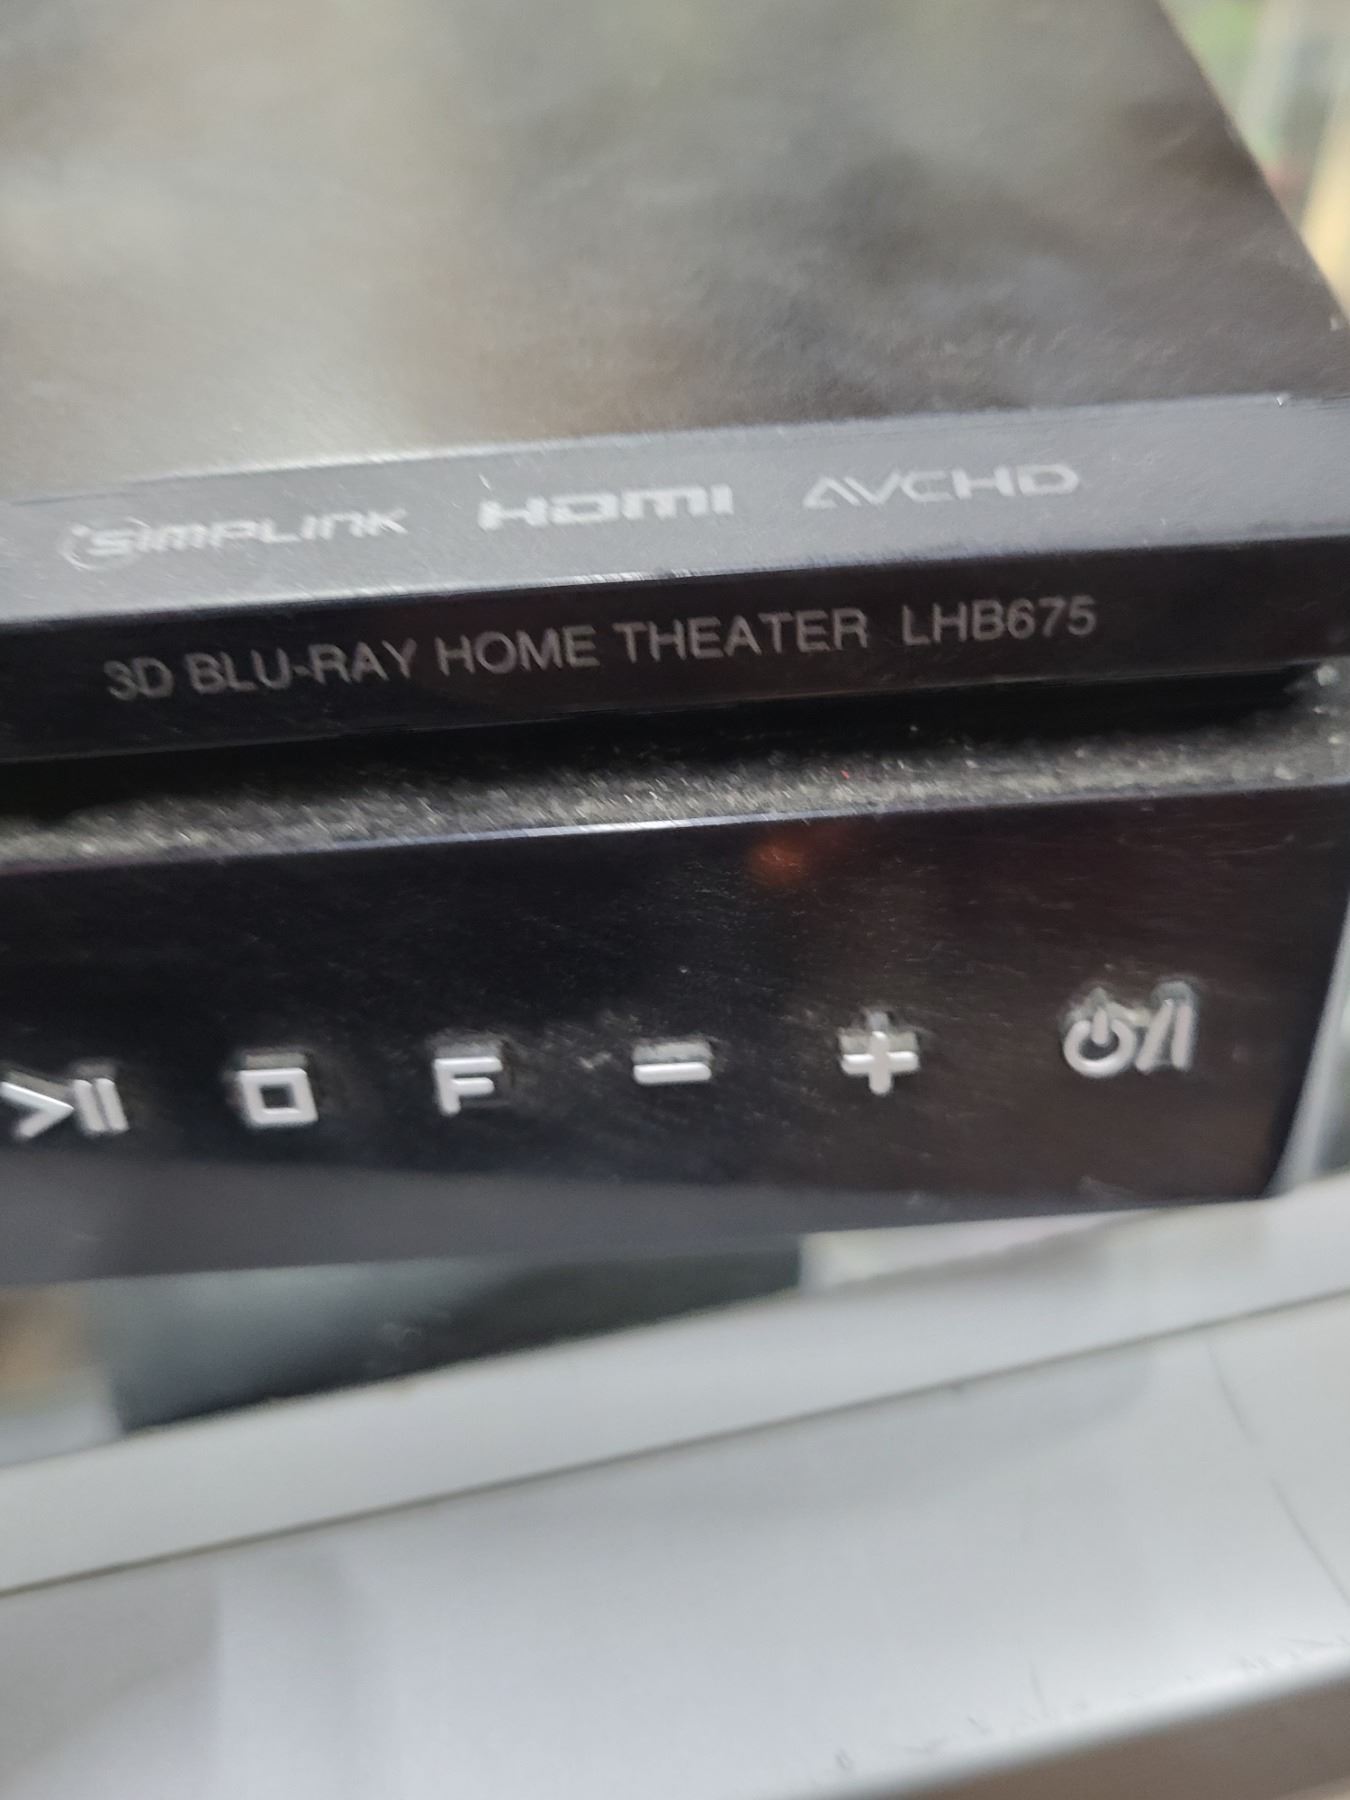 SIMPLINK HDMI AVCHD
3D BLU-RAY HOME THEATER LHB675
F - +